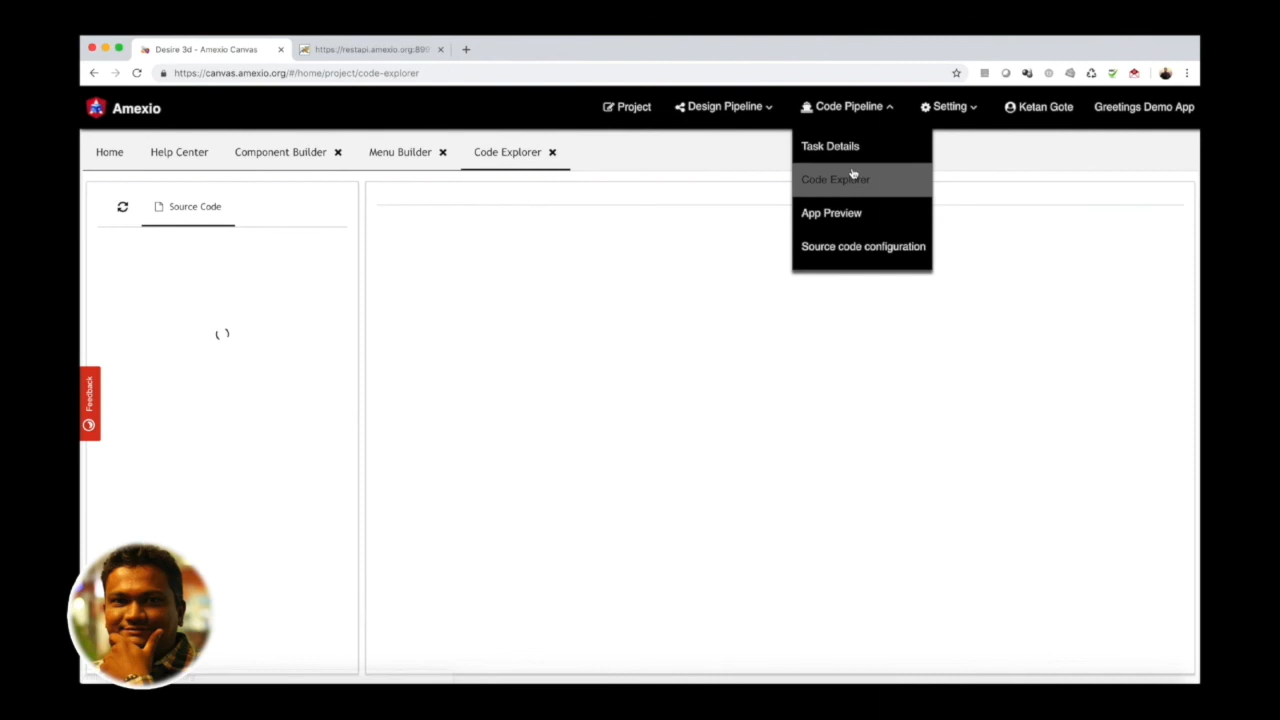 Desire 3d - Amexio Canvas
https://restapi.amexio.org:899
https://canvas.amexio.org/#/home/project/code-explorer
Amexio
Project
Design Pipeline
Code Pipeline
Setting
Ketan Gote
Greetings Demo App
Home
Help Center
Component Builder
Menu Builder
Code Explorer
Task Details
Code Explorer
App Preview
Source code configuration
Source Code
Feedback